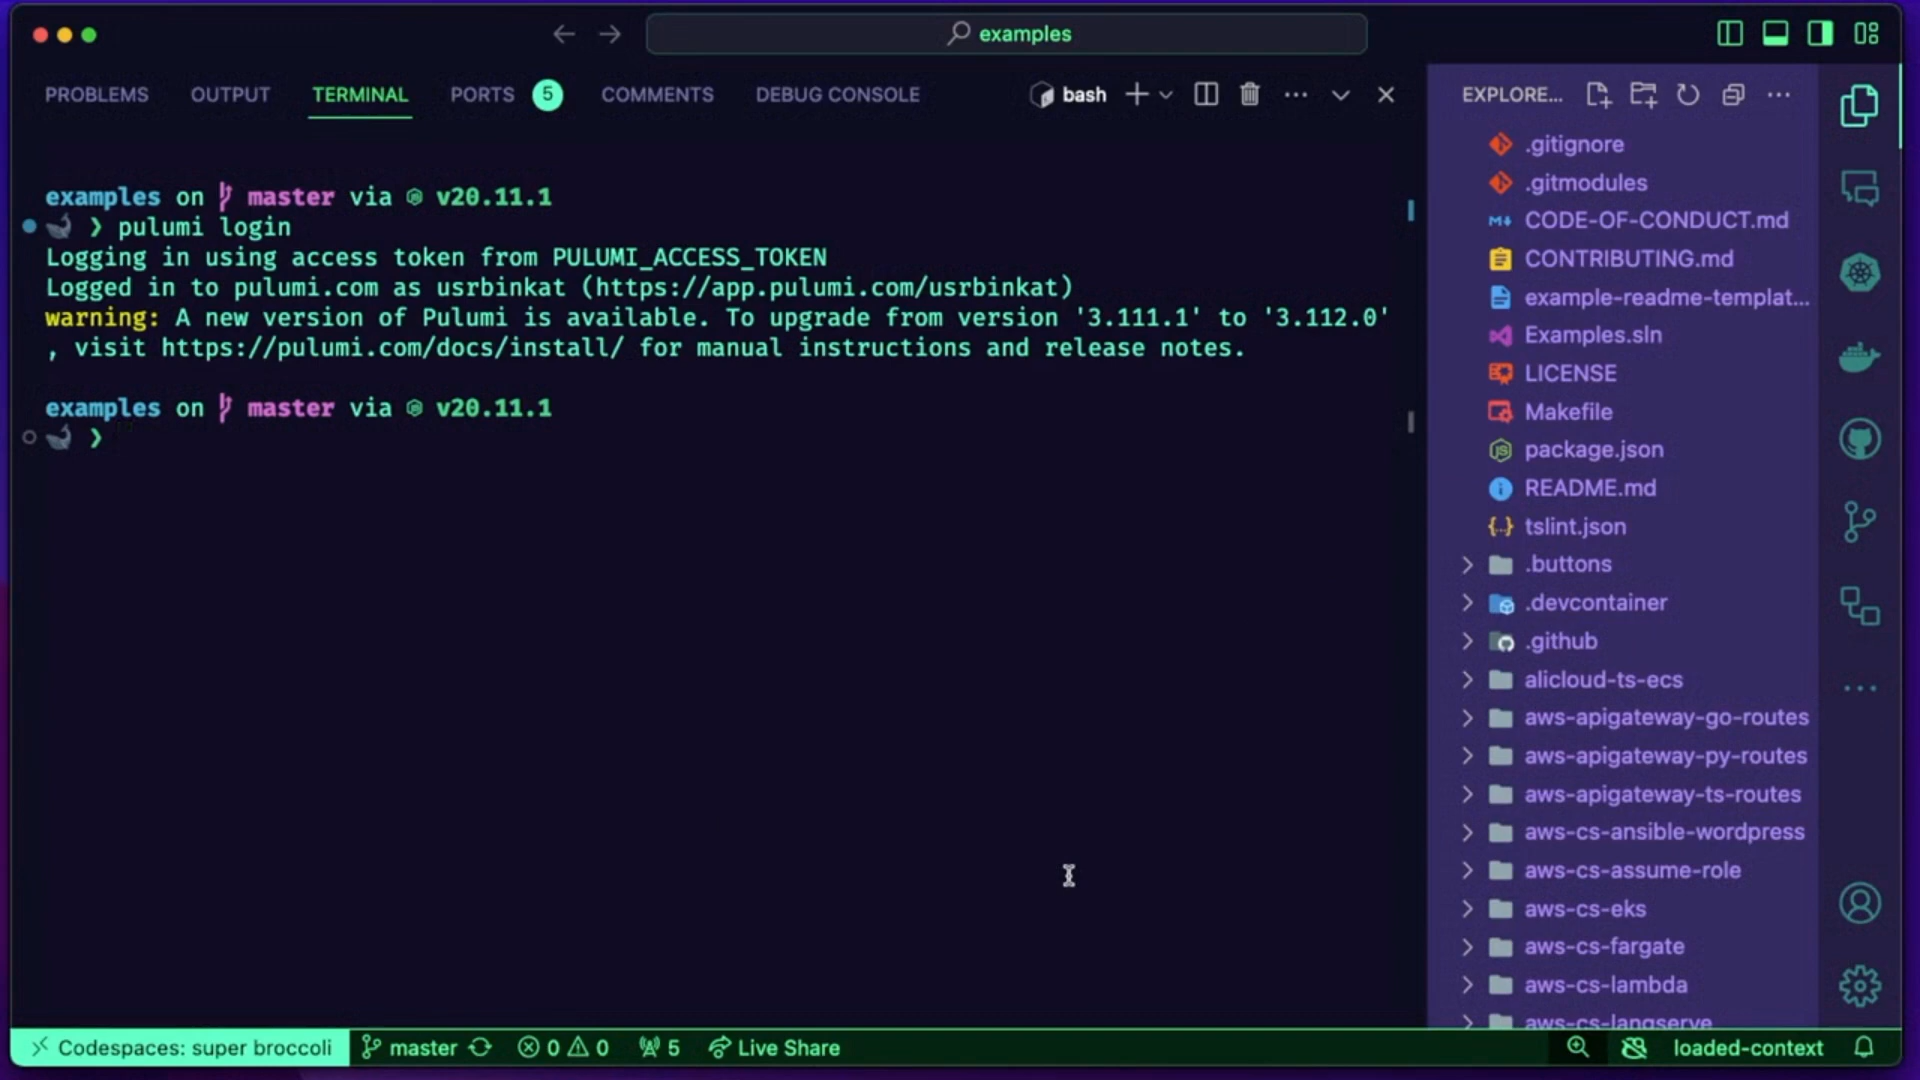 examples
PROBLEMS OUTPUT TERMINAL PORTS 5 COMMENTS DEBUG CONSOLE bash
examples on master via v20.11.1
❯ pulumi login
Logging in using access token from PULUMI_ACCESS_TOKEN
Logged in to pulumi.com as usrbinkat (https://app.pulumi.com/usrbinkat)
warning: A new version of Pulumi is available. To upgrade from version '3.111.1' to '3.112.0'
, visit https://pulumi.com/docs/install/ for manual instructions and release notes.
examples on master via v20.11.1
❯
EXPLORE...
.gitignore
.gitmodules
CODE-OF-CONDUCT.md
CONTRIBUTING.md
example-readme-templat...
Examples.sln
LICENSE
Makefile
package.json
README.md
tslint.json
.buttons
.devcontainer
.github
alicloud-ts-ecs
aws-apigateway-go-routes
aws-apigateway-py-routes
aws-apigateway-ts-routes
aws-cs-ansible-wordpress
aws-cs-assume-role
aws-cs-eks
aws-cs-fargate
aws-cs-lambda
aws-cs-langserve
Codespaces: super broccoli master 0 0 5 Live Share loaded-context